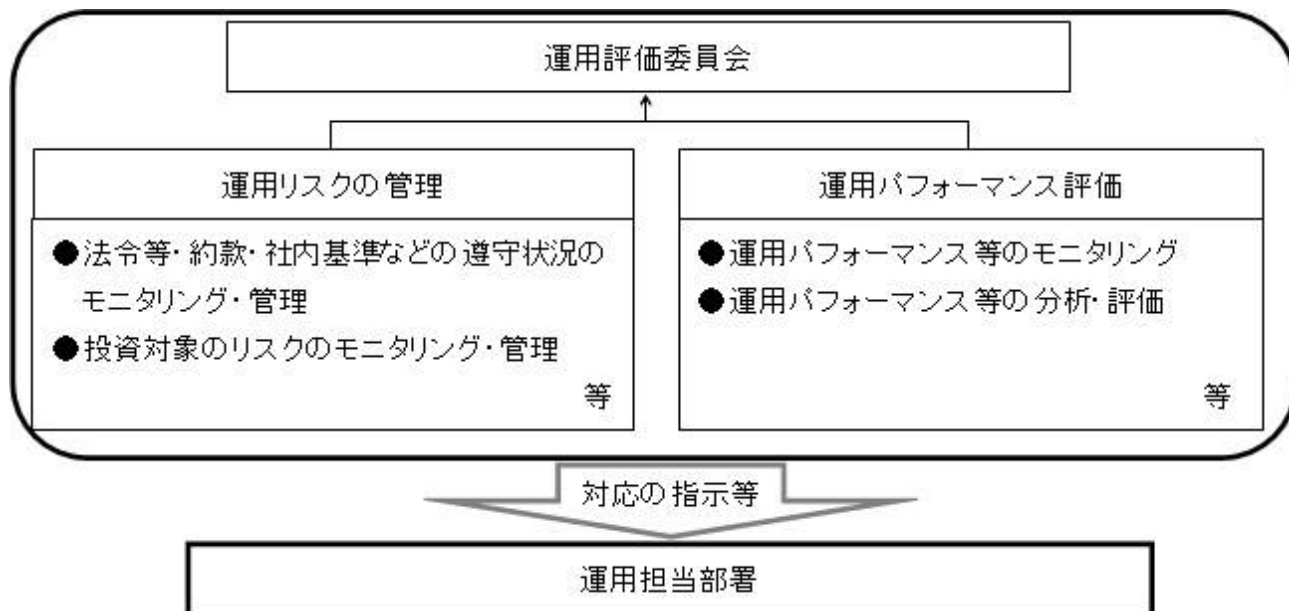 運用評価委員会
運用リスクの管理
●法令等・約款・社内基準などの遵守状況の
モニタリング・管理
●投資対象のリスクのモニタリング・管理
等
運用パフォーマンス評価
●運用パフォーマンス等のモニタリング
●運用パフォーマンス等の分析・評価
等
対応の指示等
運用担当部署